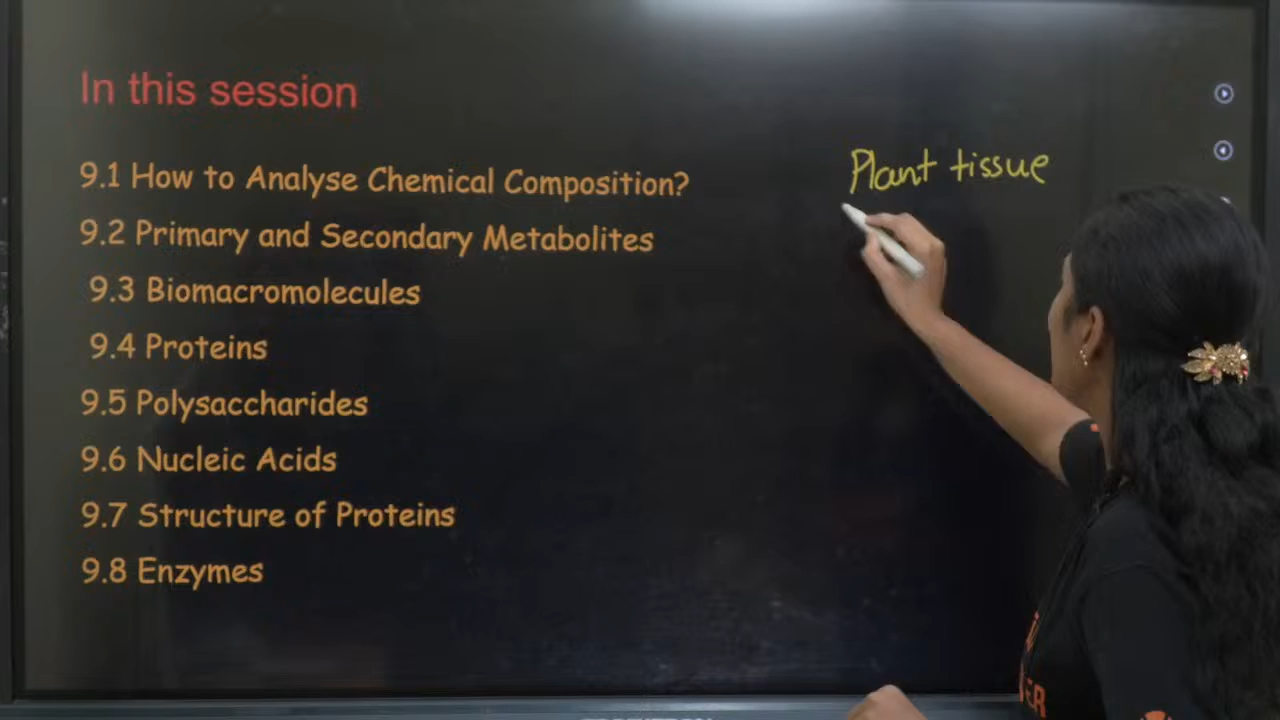 In this session
9.1 How to Analyse Chemical Composition?
Plant tissue
9.2 Primary and Secondary Metabolites
9.3 Biomacromolecules
9.4 Proteins
9.5 Polysaccharides
9.6 Nucleic Acids
9.7 Structure of Proteins
9.8 Enzymes